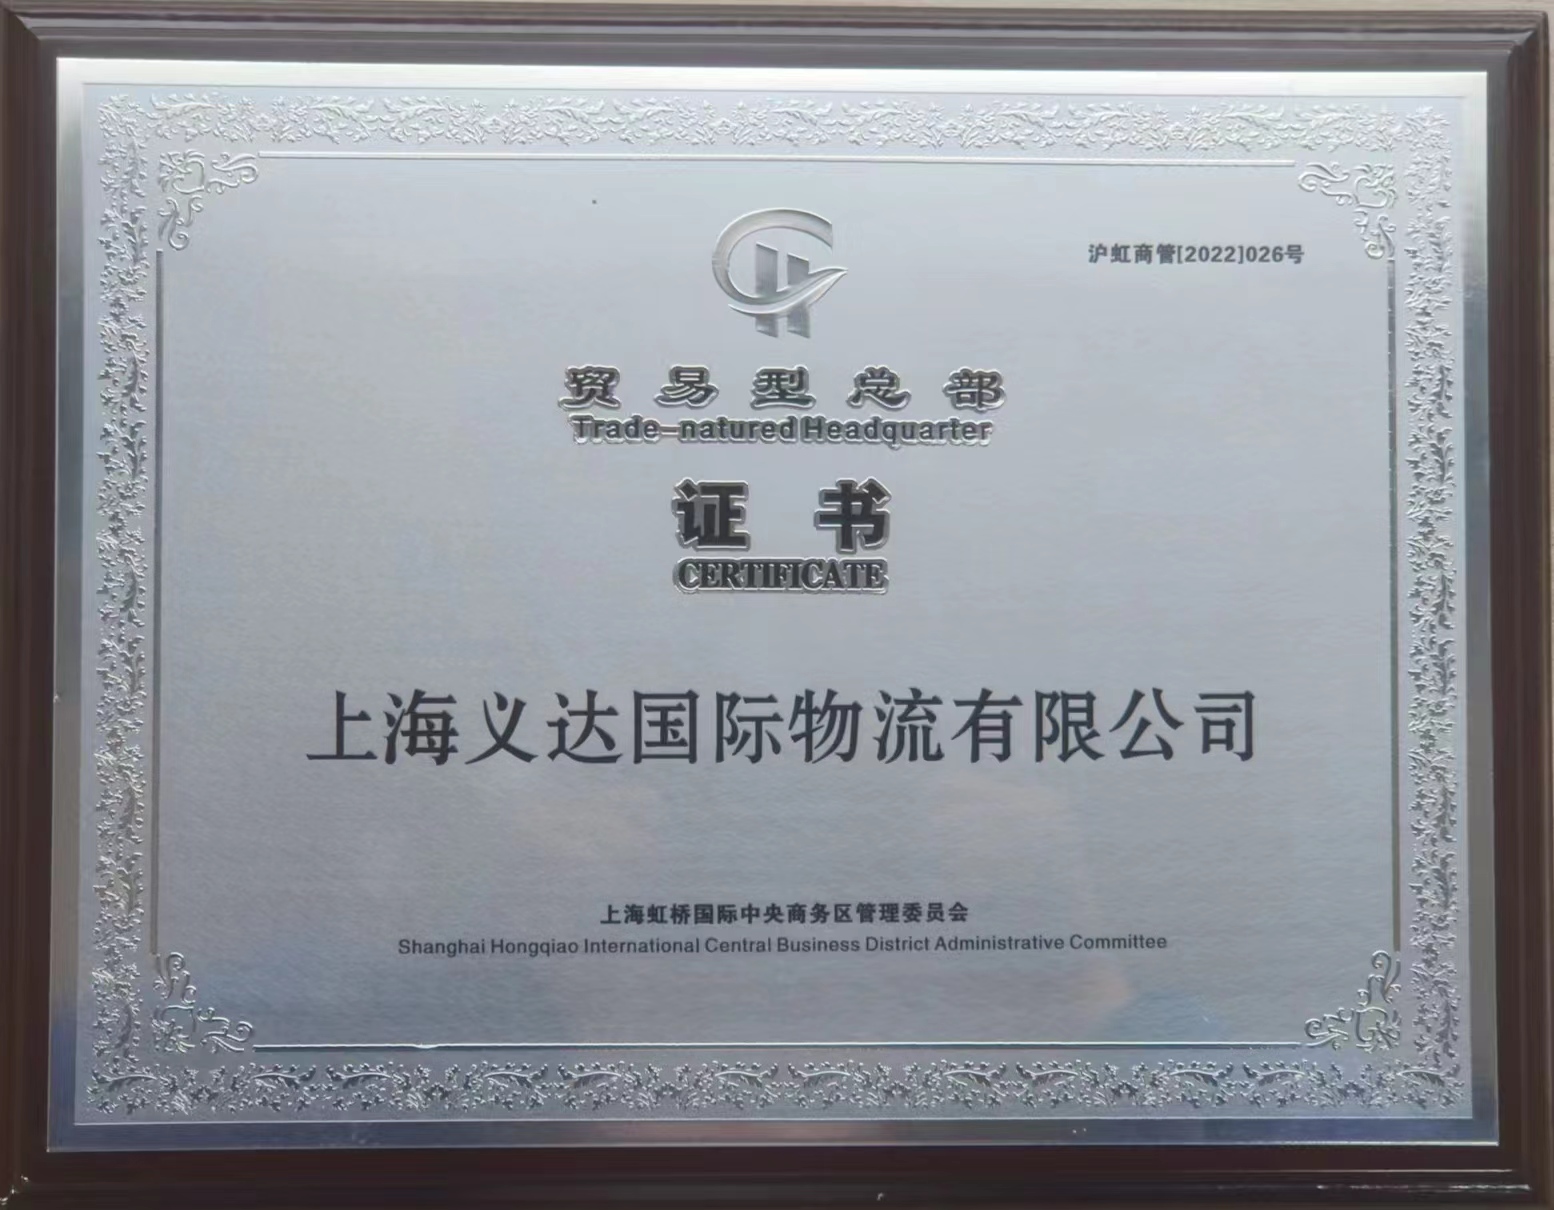 沪虹商管[2022]026号
贸易型总部
Trade-natured Headquarter
证书
CERTIFICATE
上海义达国际物流有限公司
上海虹桥国际中央商务区管理委员会
Shanghai Hongqiao International Central Business District Administrative Committee